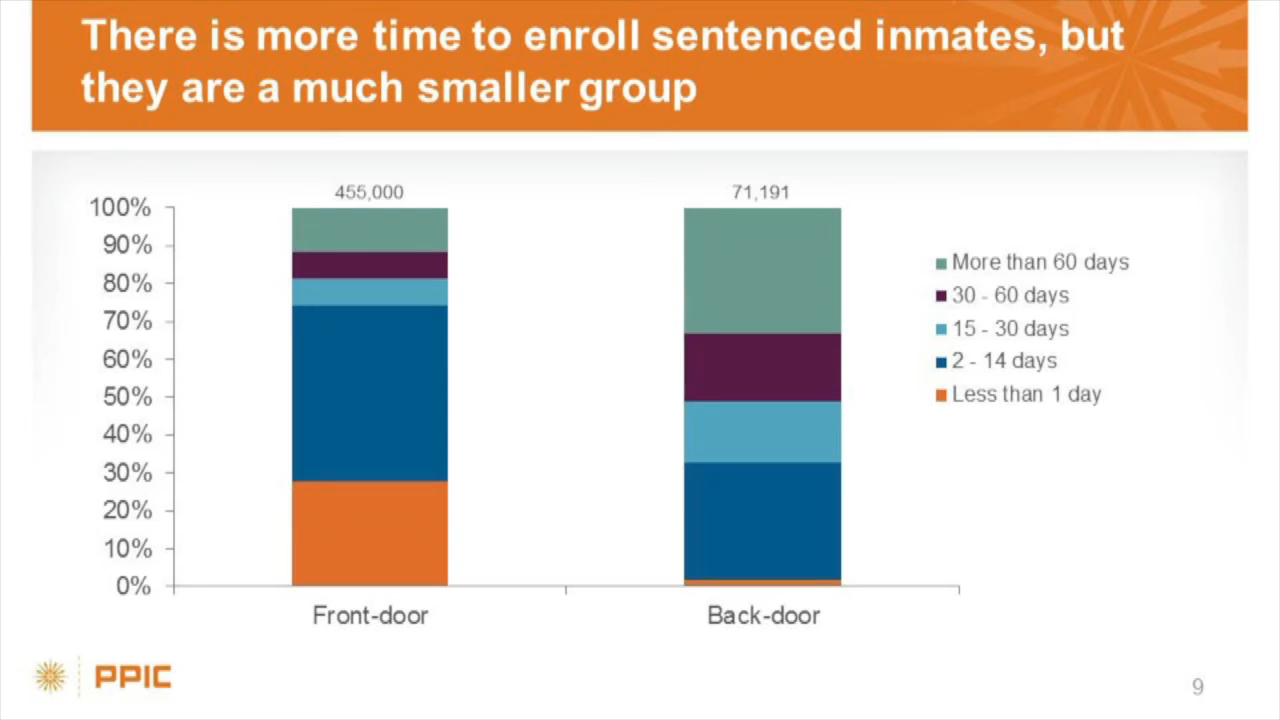 There is more time to enroll sentenced inmates, but
they are a much smaller group
455,000
71,191
100%
90%
80%
70%
60%
50%
40%
30%
20%
10%
0%
More than 60 days
30 - 60 days
15 - 30 days
2 - 14 days
Less than 1 day
Front-door
Back-door
PPIC
9